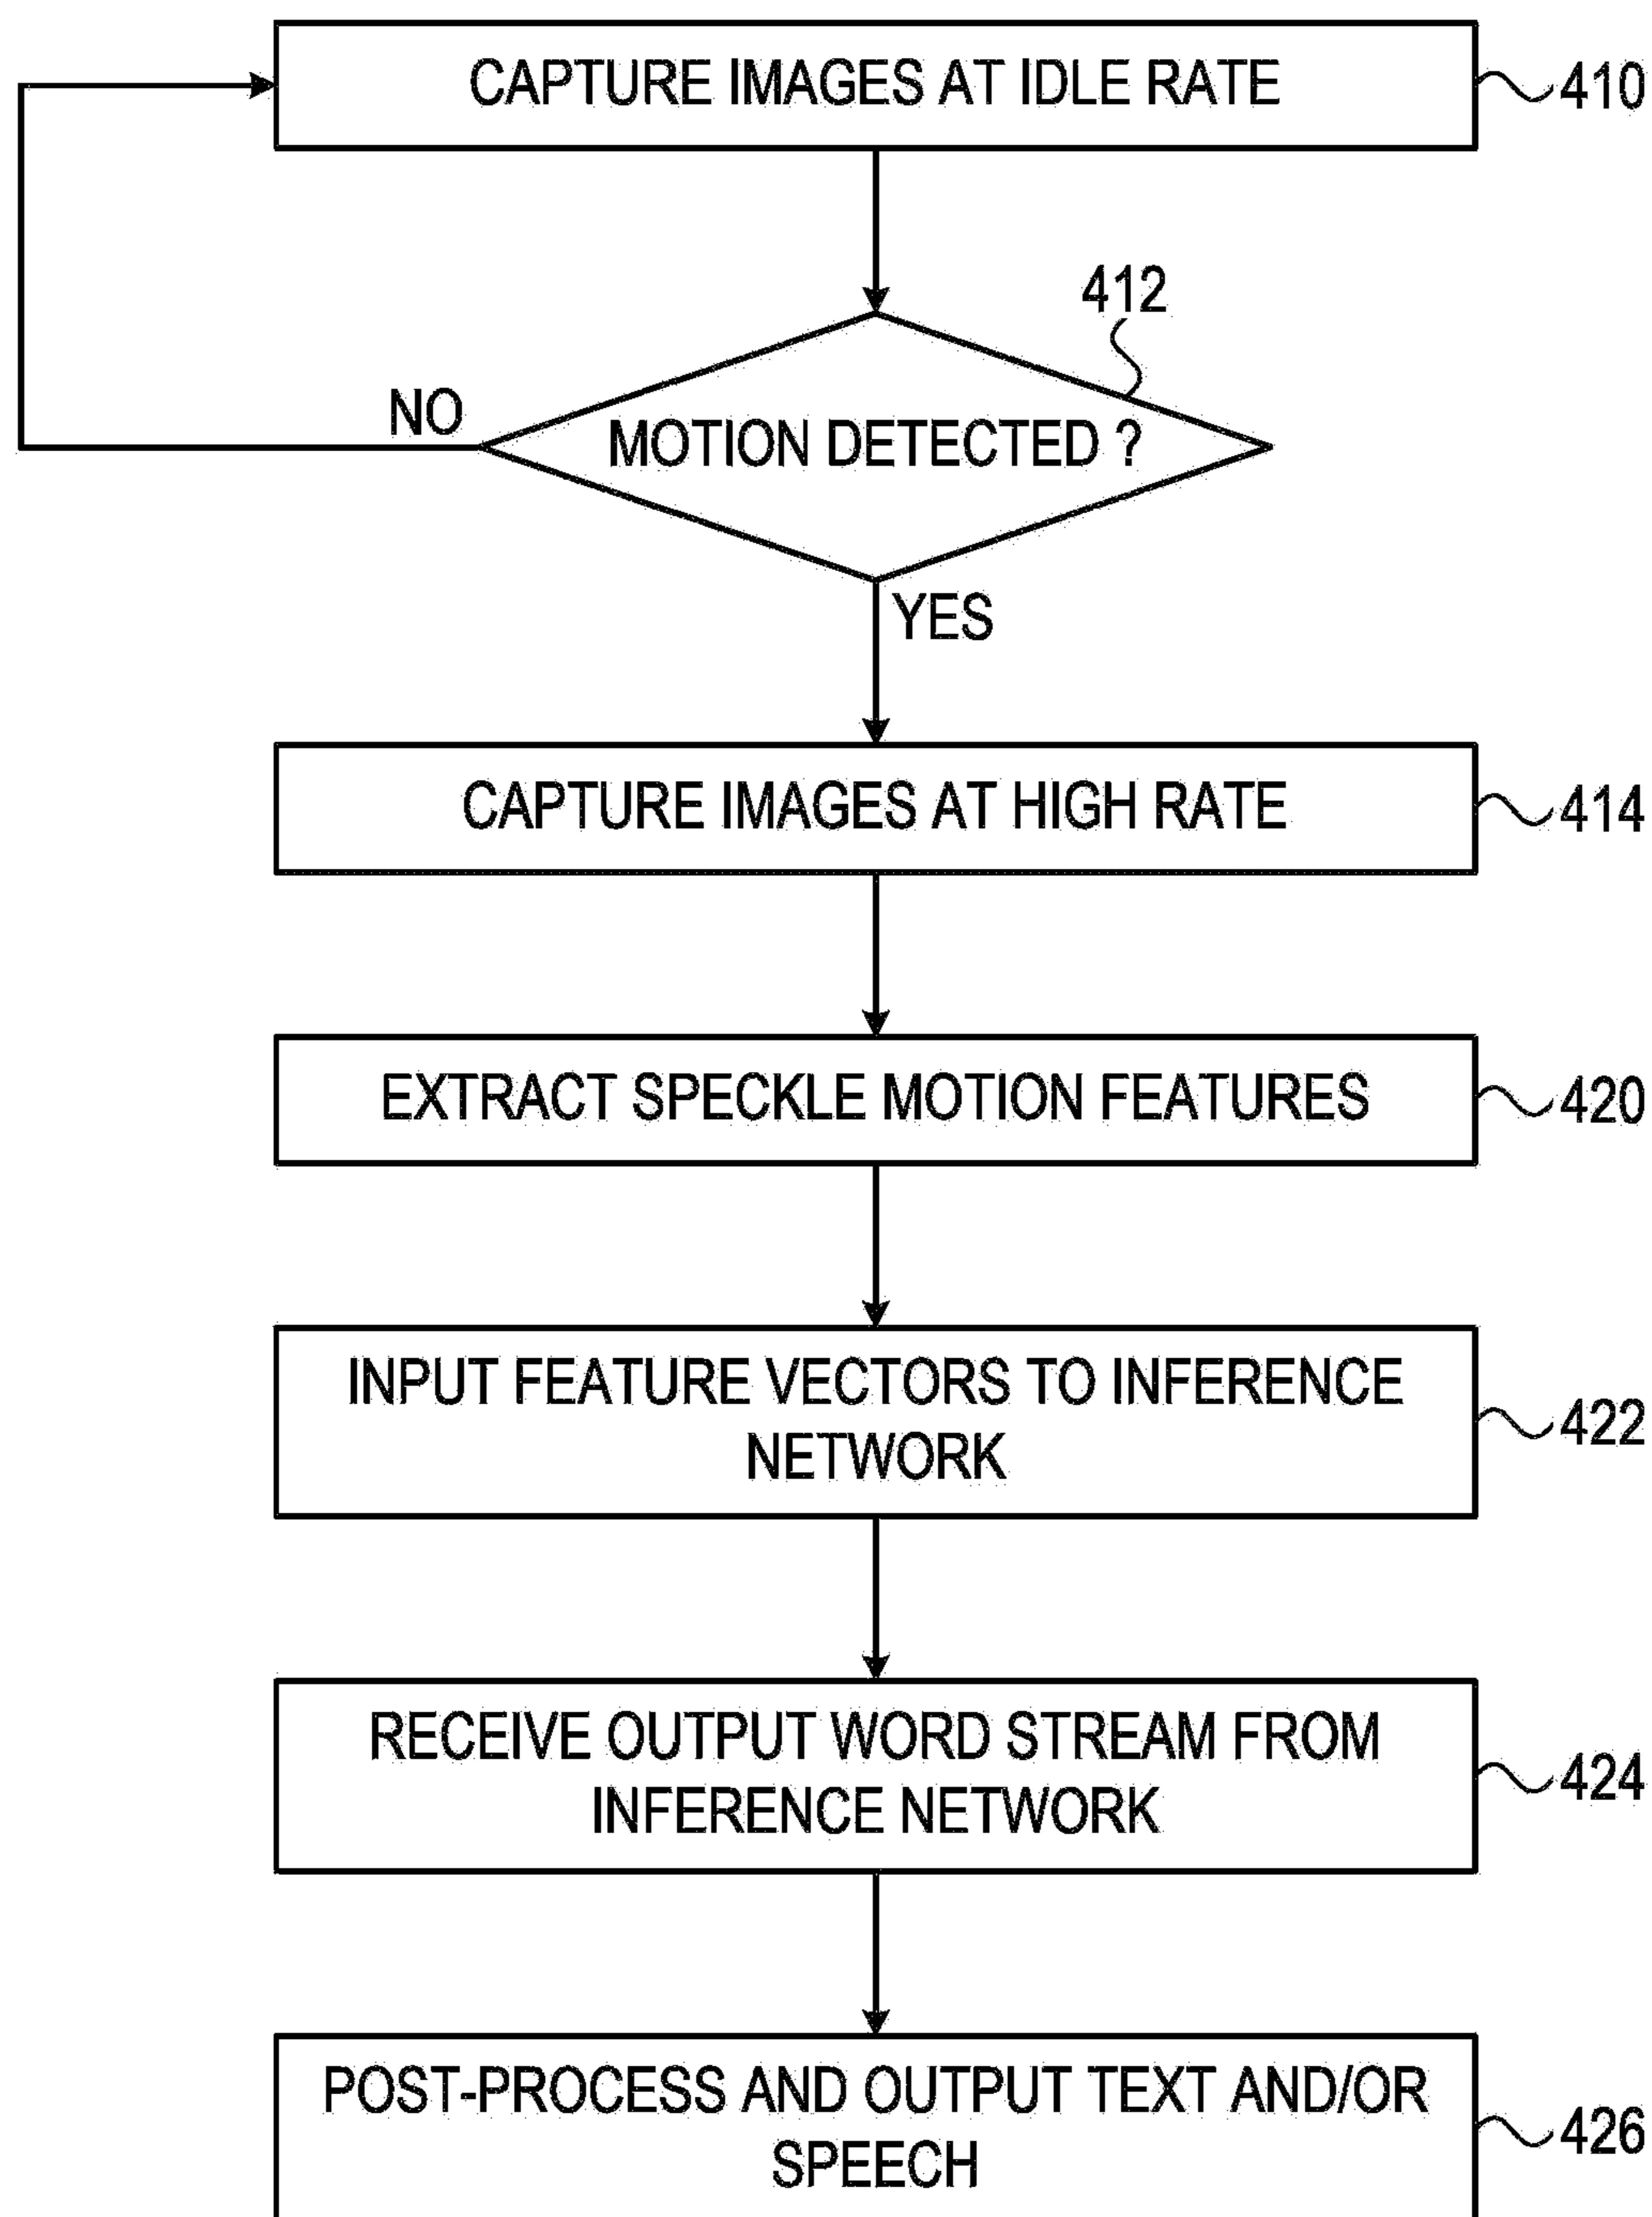 CAPTURE IMAGES AT IDLE RATE
410
412
NO
MOTION DETECTED ?
YES
CAPTURE IMAGES AT HIGH RATE
414
EXTRACT SPECKLE MOTION FEATURES
420
INPUT FEATURE VECTORS TO INFERENCE
NETWORK
422
RECEIVE OUTPUT WORD STREAM FROM
INFERENCE NETWORK
424
POST-PROCESS AND OUTPUT TEXT AND/OR
SPEECH
426